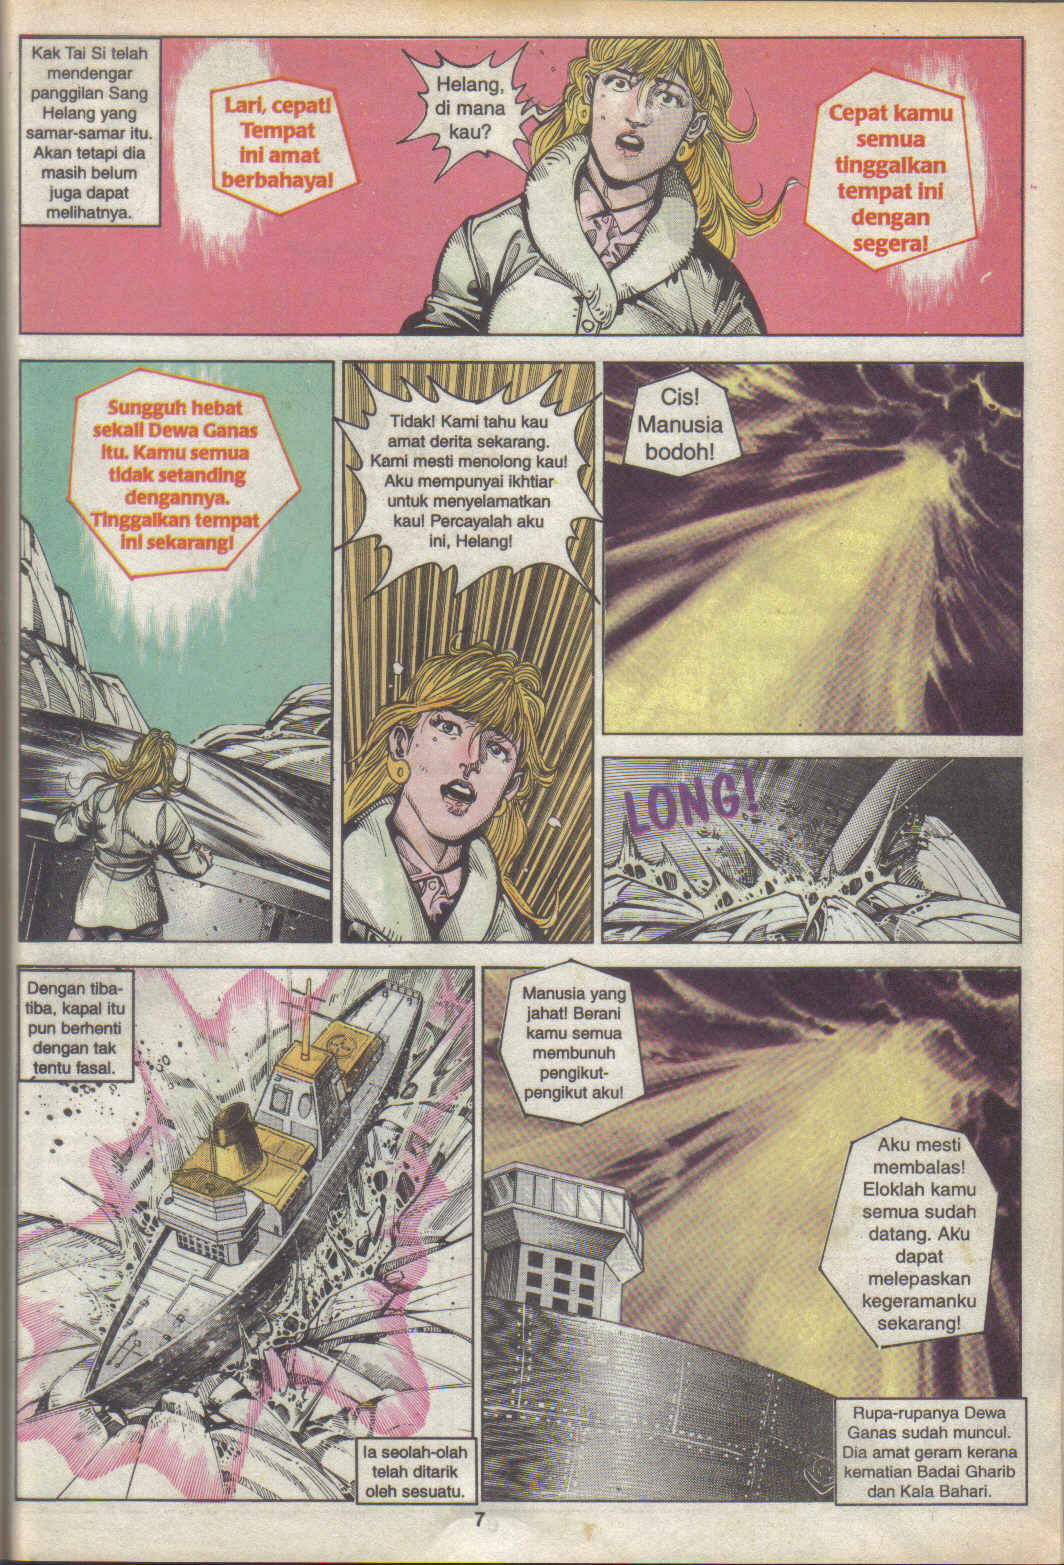 Kak Tai Si telah
mendengar
panggilan Sang
Helang yang
samar-samar itu.
Akan tetapi dia
masih belum
juga dapat
melihatnya.
Lari, cepat!
Tempat
ini amat
berbahaya!
Helang,
di mana
kau?
Cepat kamu
semua
tinggalkan
tempat ini
dengan
segera!
Sungguh hebat
sekali Dewa Ganas
itu. Kamu semua
tidak setanding
dengannya.
Tinggalkan tempat
ini sekarang!
Tidak! Kami tahu kau
amat derita sekarang.
Kami mesti menolong kau!
Aku mempunyai ikhtiar
untuk menyelamatkan
kau! Percayalah aku
ini, Helang!
Cis!
Manusia
bodoh!
LONG!
Dengan tiba-
tiba, kapal itu
pun berhenti
dengan tak
tentu fasal.
Ia seolah-olah
telah ditarik
oleh sesuatu.
Manusia yang
jahat! Berani
kamu semua
membunuh
pengikut-
pengikut aku!
Aku mesti
membalas!
Eloklah kamu
semua sudah
datang. Aku
dapat
melepaskan
kegeramanku
sekarang!
Rupa-rupanya Dewa
Ganas sudah muncul.
Dia amat geram kerana
kematian Badai Gharib
dan Kala Bahari.
7